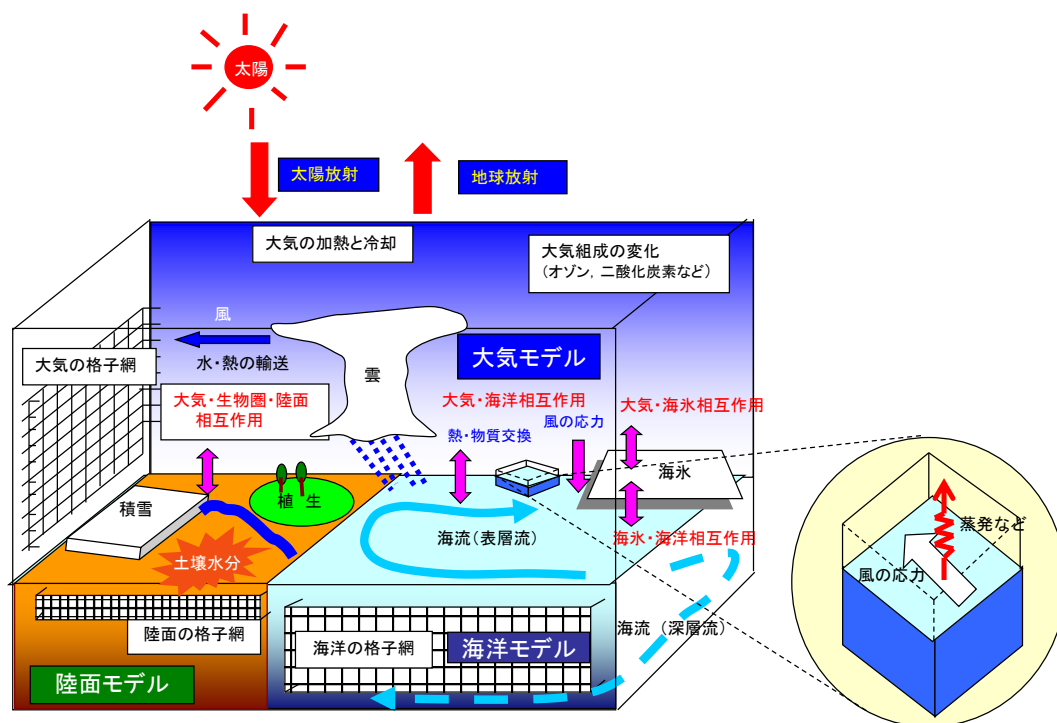 太陽
太陽放射
地球放射
大気の加熱と冷却
大気組成の変化
(オゾン, 二酸化炭素など)
風
大気の格子網
水・熱の輸送
雲
大気モデル
大気・生物圏・陸面
相互作用
大気・海洋相互作用
大気・海氷相互作用
熱・物質交換
風の応力
海氷
積雪
植 生
海流(表層流)
海氷・海洋相互作用
土壌水分
蒸発など
風の応力
陸面の格子網
海洋の格子網
海洋モデル
海流 (深層流)
陸面モデル